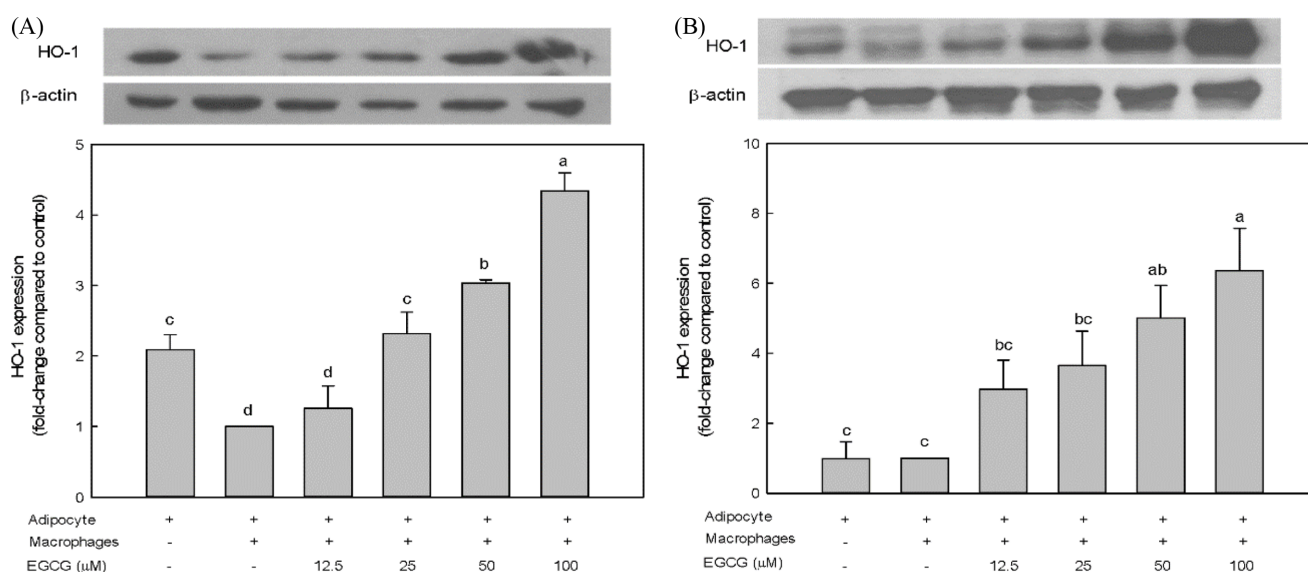 (A)
HO-1
β-actin
5
4
3
2
1
0
HO-1 expression
(fold-change compared to control)
c
d
d
c
b
a
Adipocyte + + + + + +
Macrophages - + + + + +
EGCG (μM) - - 12.5 25 50 100
(B)
HO-1
β-actin
10
8
6
4
2
0
HO-1 expression
(fold-change compared to control)
c
c
bc
bc
ab
a
Adipocyte + + + + + +
Macrophages - + + + + +
EGCG (μM) - - 12.5 25 50 100